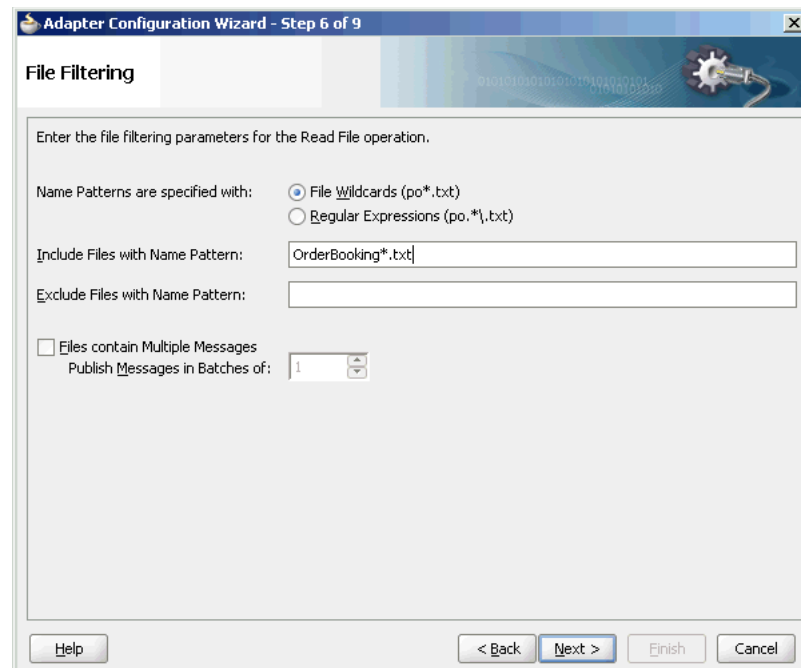 Adapter Configuration Wizard - Step 6 of 9
File Filtering
Enter the file filtering parameters for the Read File operation.
Name Patterns are specified with:
File Wildcards (po*.txt)
Regular Expressions (po.*\.txt)
Include Files with Name Pattern:
OrderBooking*.txt
Exclude Files with Name Pattern:
Files contain Multiple Messages
Publish Messages in Batches of:
1
Help
< Back
Next >
Finish
Cancel